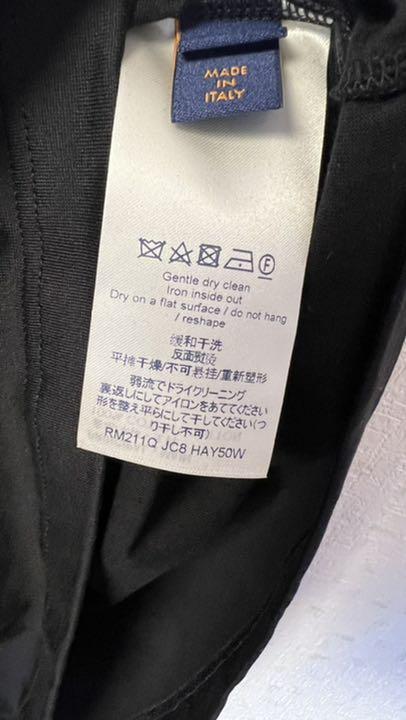 MADE
IN
ITALY
F
Gentle dry clean
Iron inside out
Dry on a flat surface / do not hang
/ reshape
缓和干洗
反面熨烫
平摊干燥/不可悬挂/重新塑形
弱流でドライクリーニング
裏返しにしてアイロンをあててください
形を整え平らにして干してください(つ
り干し不可)
RM211Q JC8 HAY50W